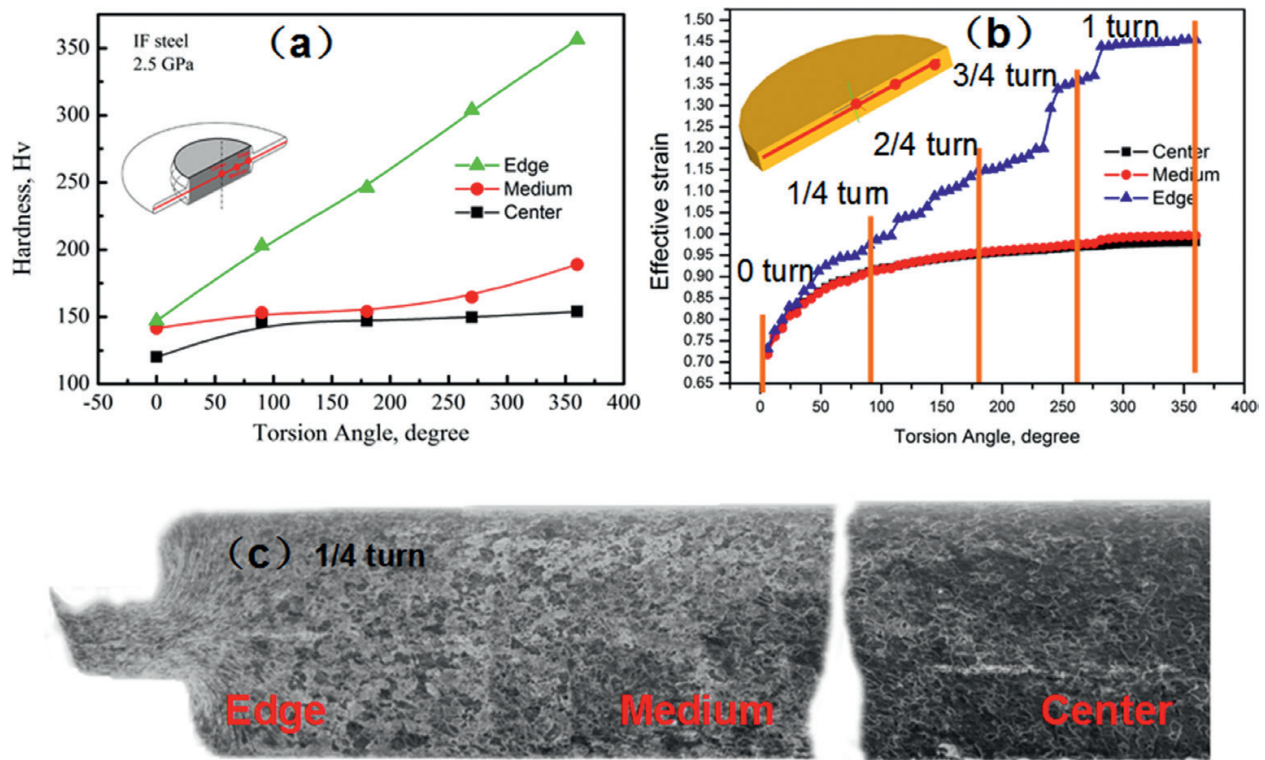 (a)
IF steel
2.5 GPa
Hardness, Hv
350
300
250
200
150
100
Edge
Medium
Center
-50 0 50 100 150 200 250 300 350 400
Torsion Angle, degree
(b)
1 turn
3/4 turn
2/4 turn
1/4 turn
0 turn
Effective strain
1.50
1.45
1.40
1.35
1.30
1.25
1.20
1.15
1.10
1.05
1.00
0.95
0.90
0.85
0.80
0.75
0.70
0.65
Center
Medium
Edge
0 50 100 150 200 250 300 350 400
Torsion Angle, degree
(c) 1/4 turn
Edge
Medium
Center